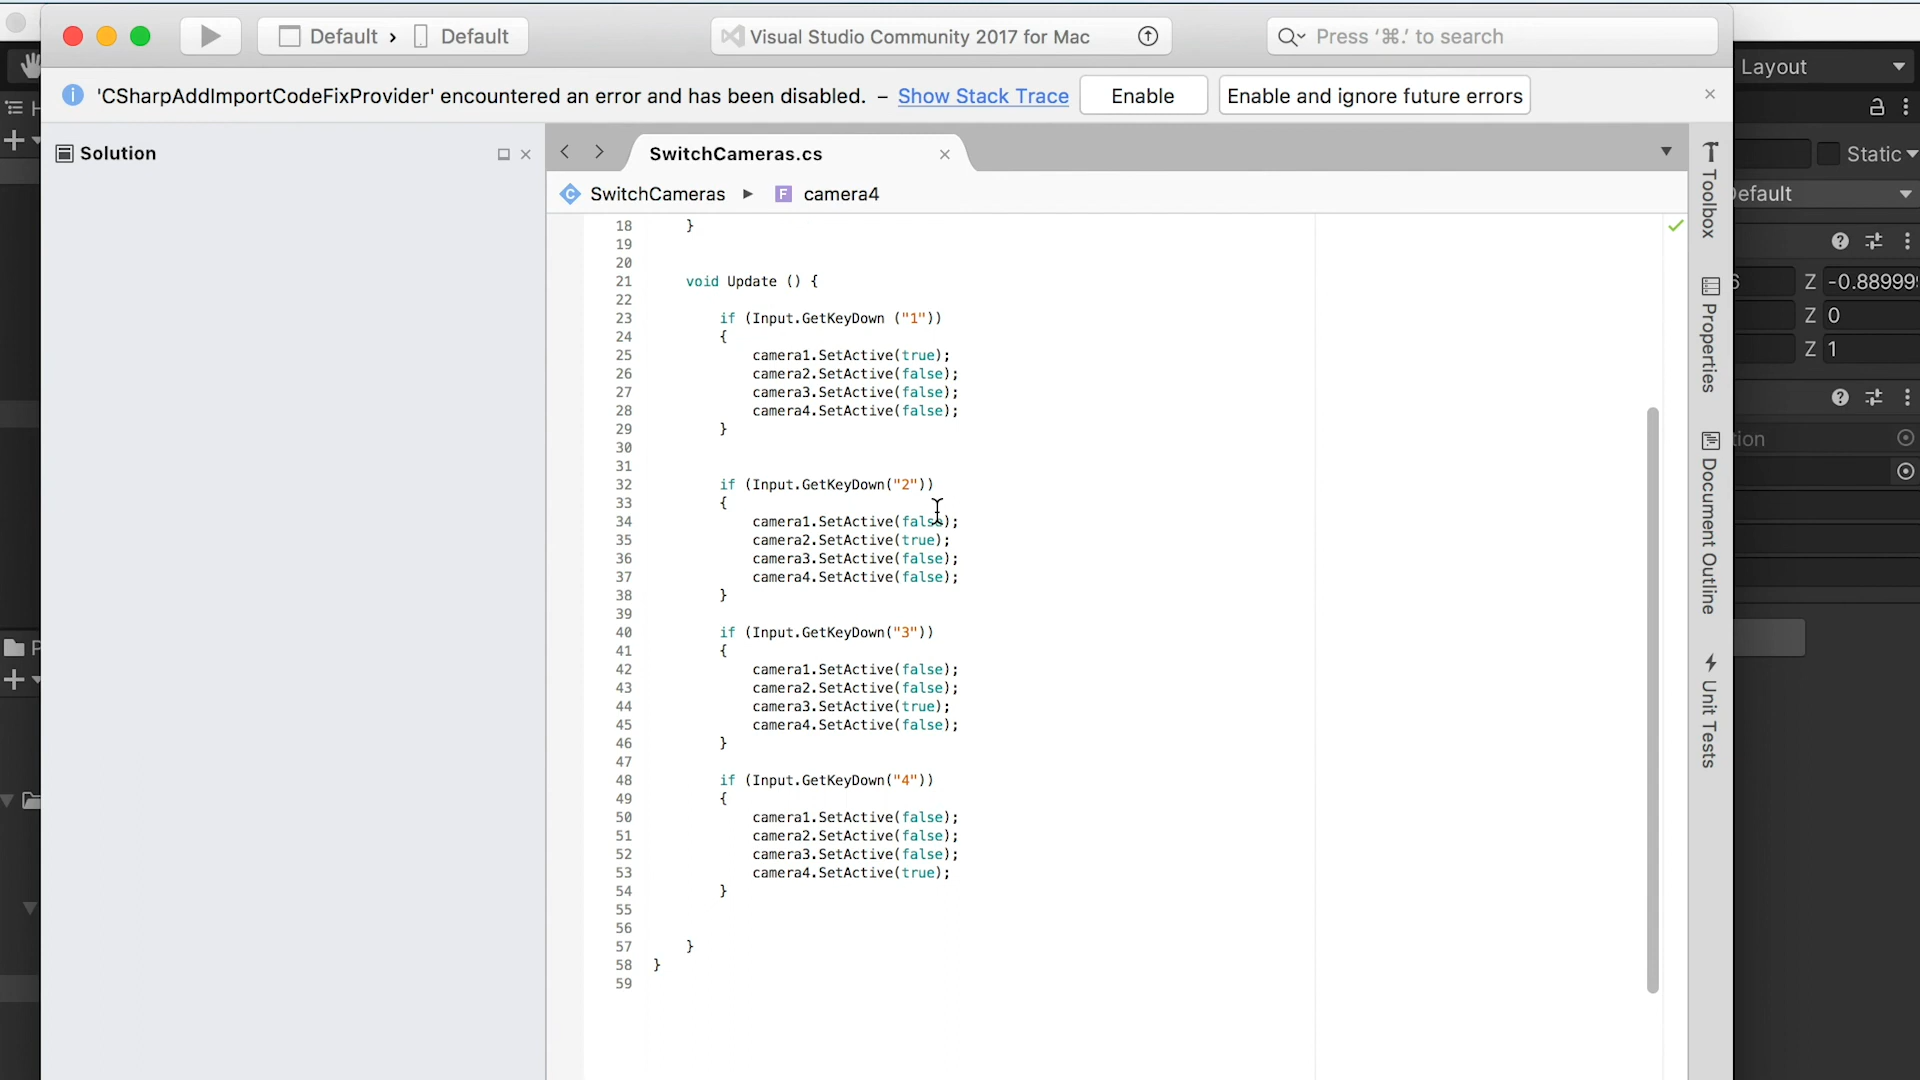 Default › Default
Visual Studio Community 2017 for Mac
Press ‘⌘.’ to search
Layout
'CSharpAddImportCodeFixProvider' encountered an error and has been disabled. – Show Stack Trace
Enable
Enable and ignore future errors
Solution
SwitchCameras.cs
Static
SwitchCameras
camera4
18 }
19
20
21 void Update () {
22
23 if (Input.GetKeyDown ("1"))
24 {
25 camera1.SetActive(true);
26 camera2.SetActive(false);
27 camera3.SetActive(false);
28 camera4.SetActive(false);
29 }
30
31
32 if (Input.GetKeyDown("2"))
33 {
34 camera1.SetActive(false);
35 camera2.SetActive(true);
36 camera3.SetActive(false);
37 camera4.SetActive(false);
38 }
39
40 if (Input.GetKeyDown("3"))
41 {
42 camera1.SetActive(false);
43 camera2.SetActive(false);
44 camera3.SetActive(true);
45 camera4.SetActive(false);
46 }
47
48 if (Input.GetKeyDown("4"))
49 {
50 camera1.SetActive(false);
51 camera2.SetActive(false);
52 camera3.SetActive(false);
53 camera4.SetActive(true);
54 }
55
56
57 }
58 }
59
Toolbox
Properties
Document Outline
Unit Tests
efault
Z -0.88999
Z 0
Z 1
tion